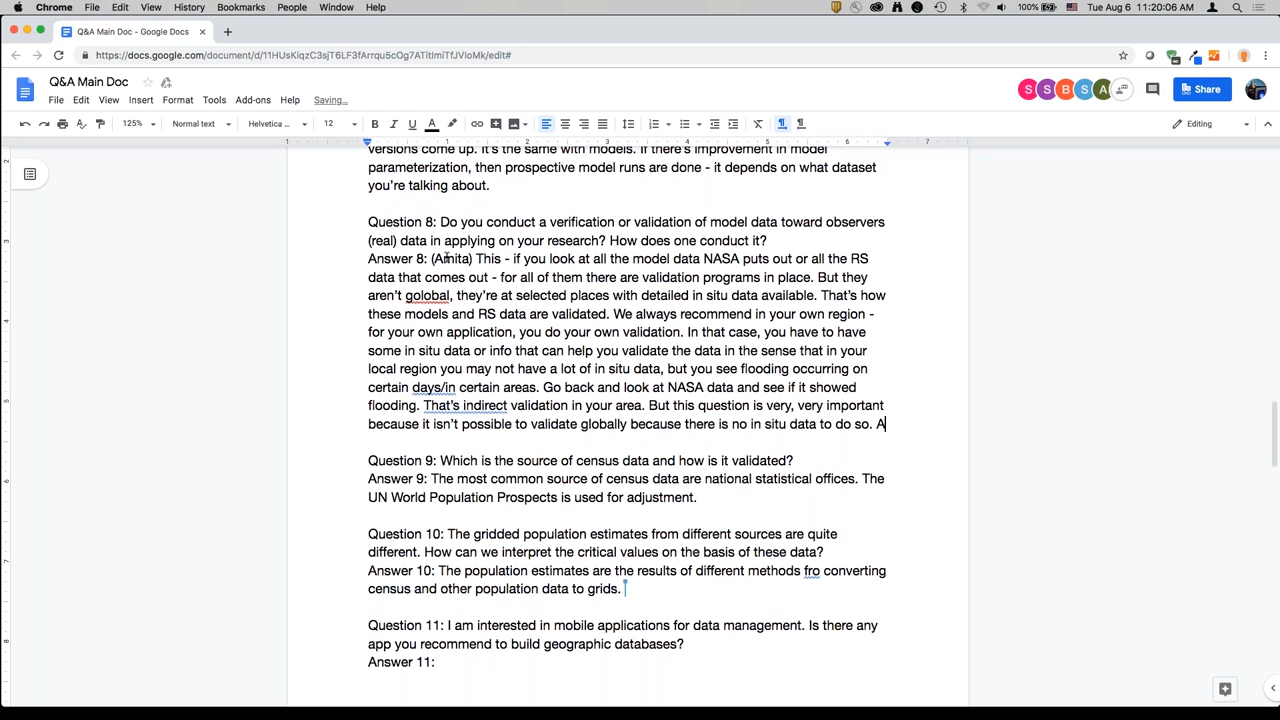 Chrome File Edit View History Bookmarks People Window Help 100% Tue Aug 6 11:20:06 AM
Q&A Main Doc - Google Docs
https://docs.google.com/document/d/11HUsKiqzC3sjT6LF3fArrqu5cOg7ATitImiTfJVIoMk/edit#
Q&A Main Doc
File Edit View Insert Format Tools Add-ons Help Saving...
Share
125% Normal text Helvetica ... 12 Editing
1 1 2 3 4 5 6 7
versions come up. It's the same with models. If there's improvement in model
parameterization, then prospective model runs are done - it depends on what dataset
you're talking about.
Question 8: Do you conduct a verification or validation of model data toward observers
(real) data in applying on your research? How does one conduct it?
Answer 8: (Amita) This - if you look at all the model data NASA puts out or all the RS
data that comes out - for all of them there are validation programs in place. But they
aren't golobal, they're at selected places with detailed in situ data available. That's how
these models and RS data are validated. We always recommend in your own region -
for your own application, you do your own validation. In that case, you have to have
some in situ data or info that can help you validate the data in the sense that in your
local region you may not have a lot of in situ data, but you see flooding occurring on
certain days/in certain areas. Go back and look at NASA data and see if it showed
flooding. That's indirect validation in your area. But this question is very, very important
because it isn't possible to validate globally because there is no in situ data to do so. A
Question 9: Which is the source of census data and how is it validated?
Answer 9: The most common source of census data are national statistical offices. The
UN World Population Prospects is used for adjustment.
Question 10: The gridded population estimates from different sources are quite
different. How can we interpret the critical values on the basis of these data?
Answer 10: The population estimates are the results of different methods fro converting
census and other population data to grids.
Question 11: I am interested in mobile applications for data management. Is there any
app you recommend to build geographic databases?
Answer 11: